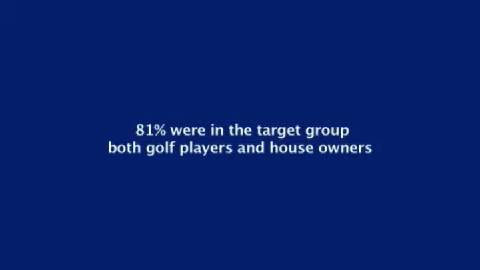 81% were in the target group
both golf players and house owners